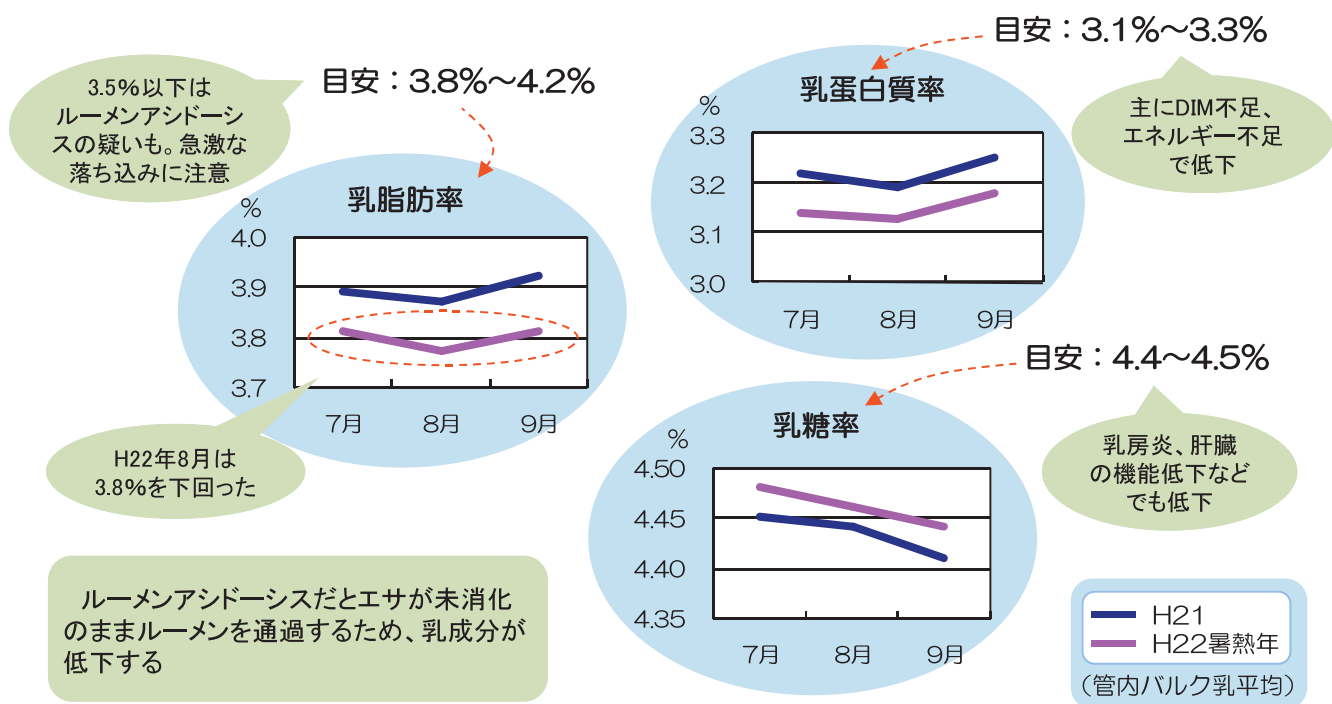 3.5%以下は
ルーメンアシドーシ
スの疑いも。急激な
落ち込みに注意
目安：3.8%～4.2%
乳脂肪率
%
4.0
3.9
3.8
3.7
7月 8月 9月
H22年8月は
3.8%を下回った
目安：3.1%～3.3%
主にDIM不足、
エネルギー不足
で低下
乳蛋白質率
%
3.3
3.2
3.1
3.0
7月 8月 9月
目安：4.4～4.5%
乳房炎、肝臓
の機能低下など
でも低下
乳糖率
%
4.50
4.45
4.40
4.35
7月 8月 9月
ルーメンアシドーシスだとエサが未消化
のままルーメンを通過するため、乳成分が
低下する
H21
H22暑熱年
（管内バルク乳平均）